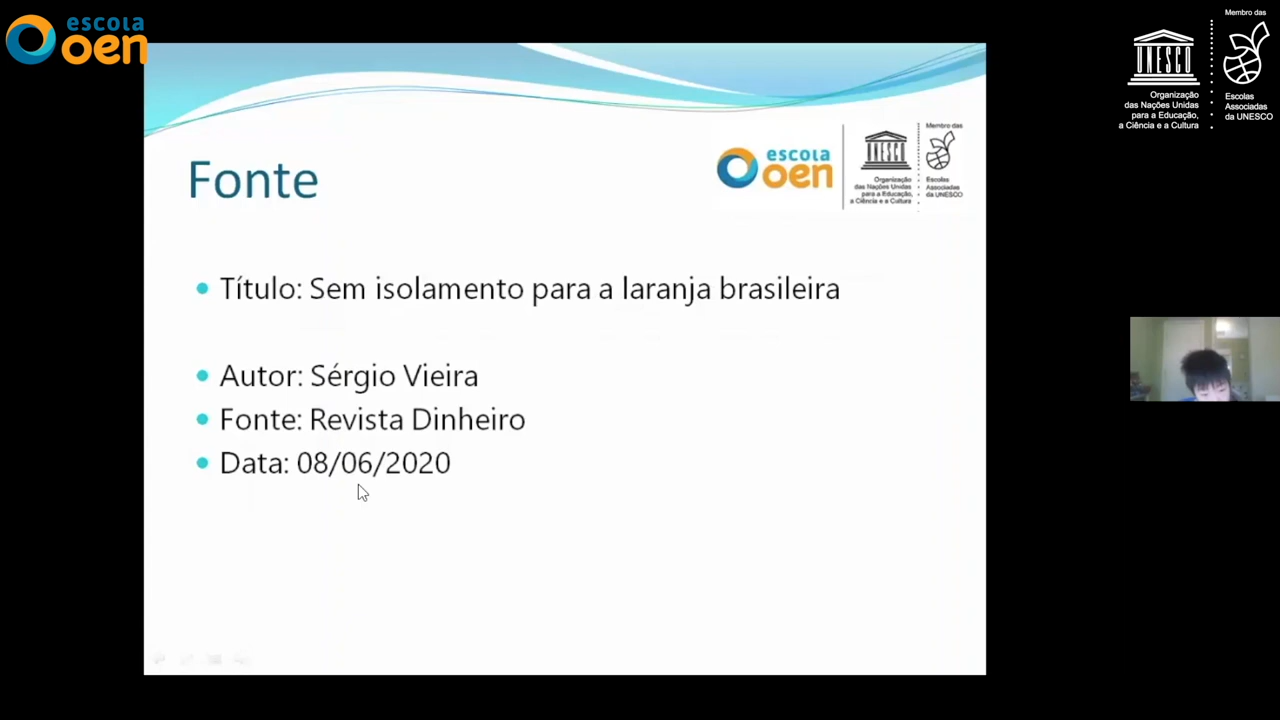 escola
oen
Membro das
UNESCO
Organização
das Nações Unidas
para a Educação,
a Ciência e a Cultura
Escolas
Associadas
da UNESCO
Fonte
escola
oen
Membro das
UNESCO
Organização
das Nações Unidas
para a Educação,
a Ciência e a Cultura
Escolas
Associadas
da UNESCO
Título: Sem isolamento para a laranja brasileira
Autor: Sérgio Vieira
Fonte: Revista Dinheiro
Data: 08/06/2020